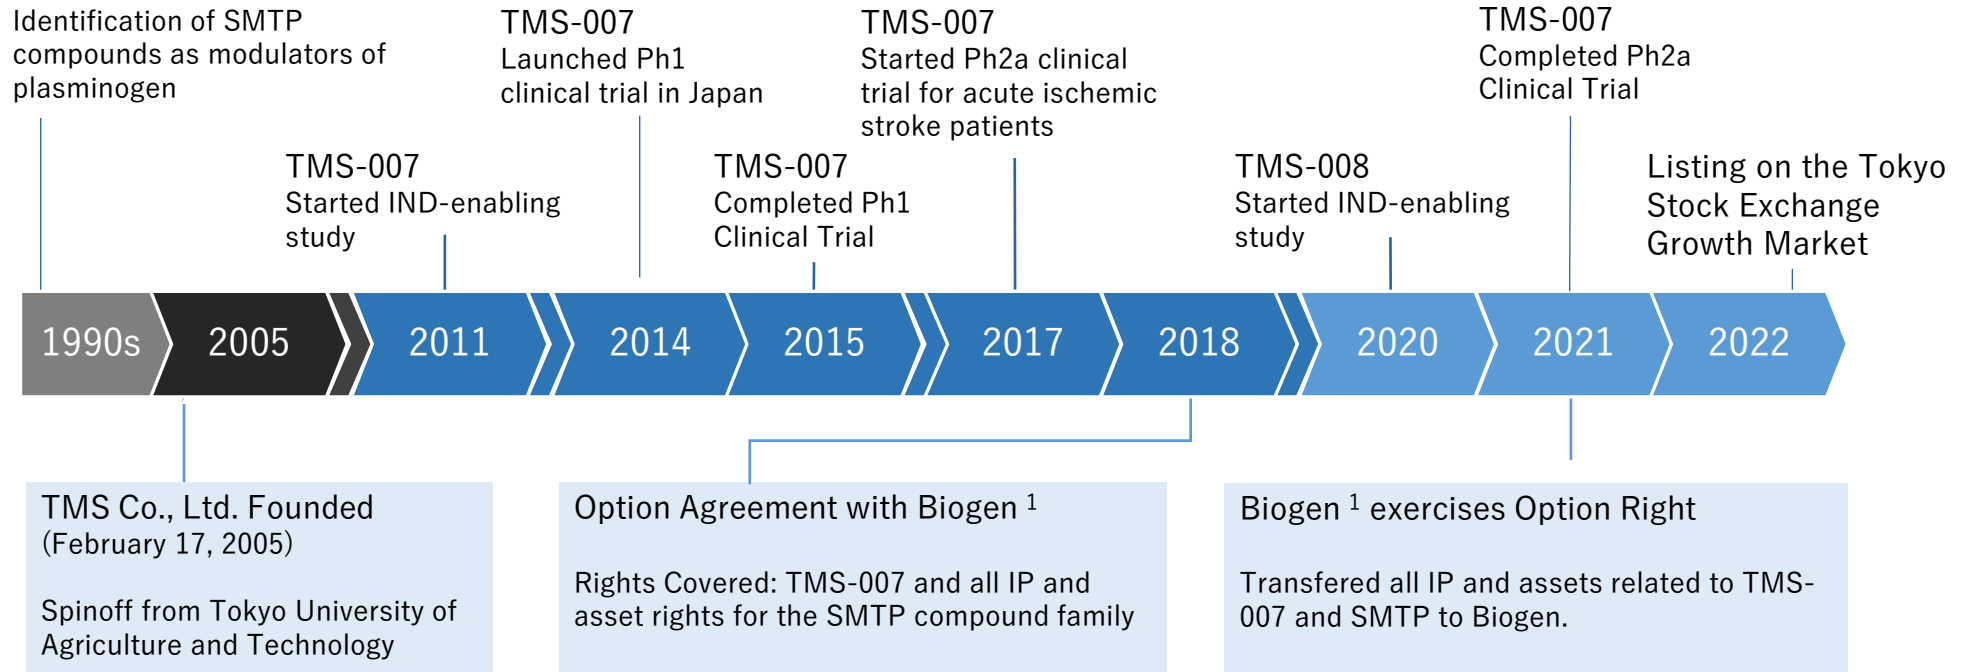 Identification of SMTP
compounds as modulators of
plasminogen
TMS-007
Launched Ph1
clinical trial in Japan
TMS-007
Started Ph2a clinical
trial for acute ischemic
stroke patients
TMS-007
Completed Ph2a
Clinical Trial
TMS-007
Started IND-enabling
study
TMS-007
Completed Ph1
Clinical Trial
TMS-008
Started IND-enabling
study
Listing on the Tokyo
Stock Exchange
Growth Market
1990s
2005
2011
2014
2015
2017
2018
2020
2021
2022
TMS Co., Ltd. Founded
(February 17, 2005)
Spinoff from Tokyo University of
Agriculture and Technology
Option Agreement with Biogen 1
Rights Covered: TMS-007 and all IP and
asset rights for the SMTP compound family
Biogen 1 exercises Option Right
Transfered all IP and assets related to TMS-
007 and SMTP to Biogen.